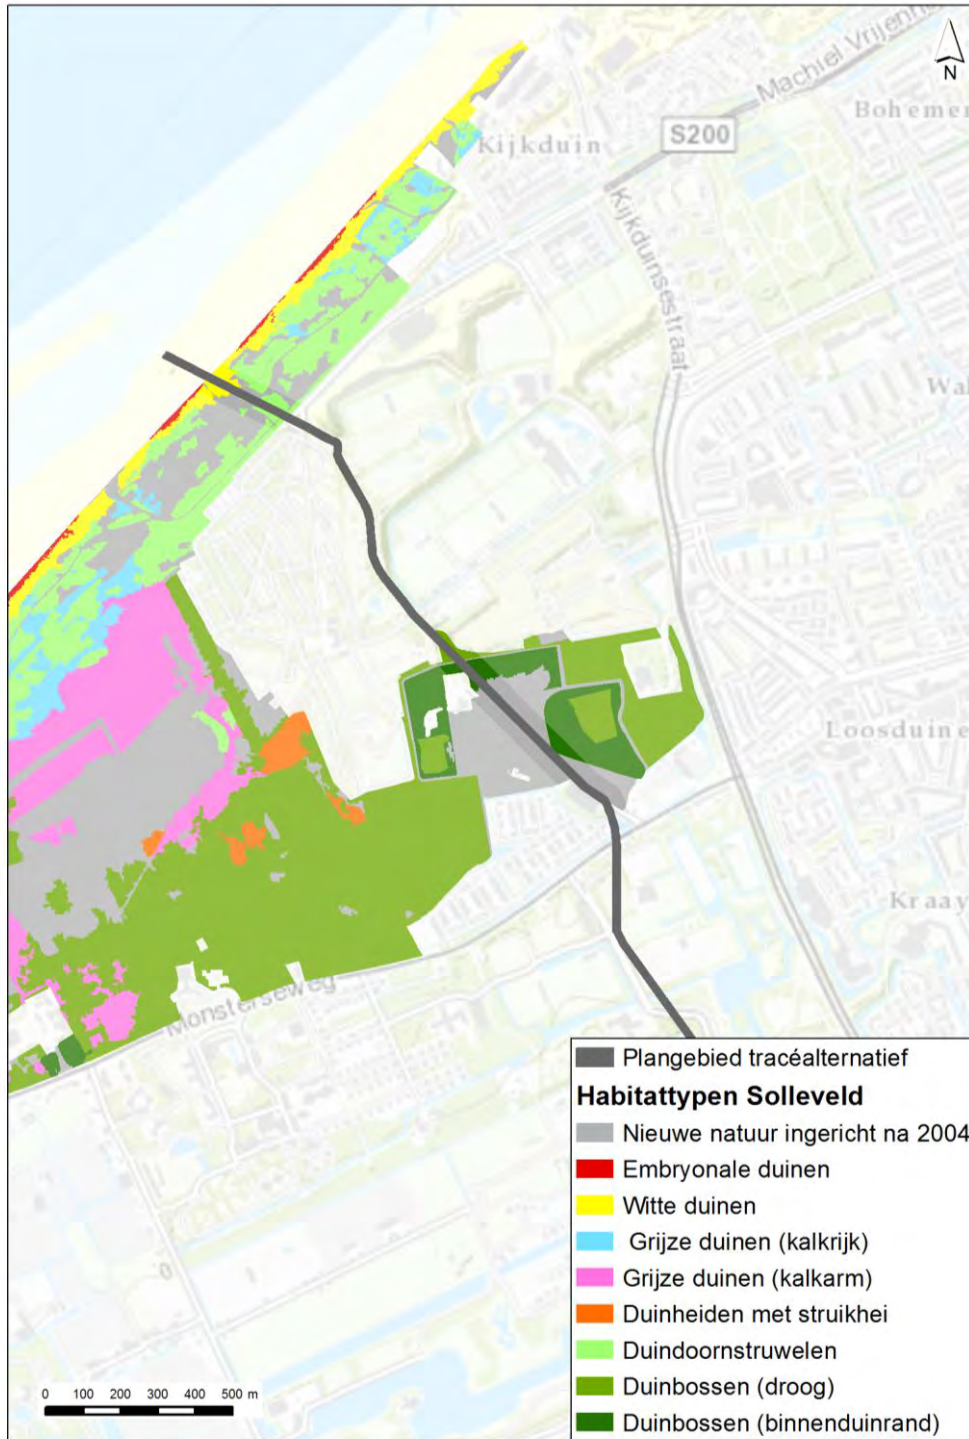 N
Machiel Vrijenh
Bohemen
S200
Kijkduin
Kijkduinsestraat
Wal
Loosduine
Kraay
Monsterseweg
Plangebied tracéalternatief
Habitattypen Solleveld
Nieuwe natuur ingericht na 2004
Embryonale duinen
Witte duinen
Grijze duinen (kalkrijk)
Grijze duinen (kalkarm)
Duinheiden met struikhei
Duindoornstruwelen
Duinbossen (droog)
Duinbossen (binnenduinrand)
0 100 200 300 400 500 m